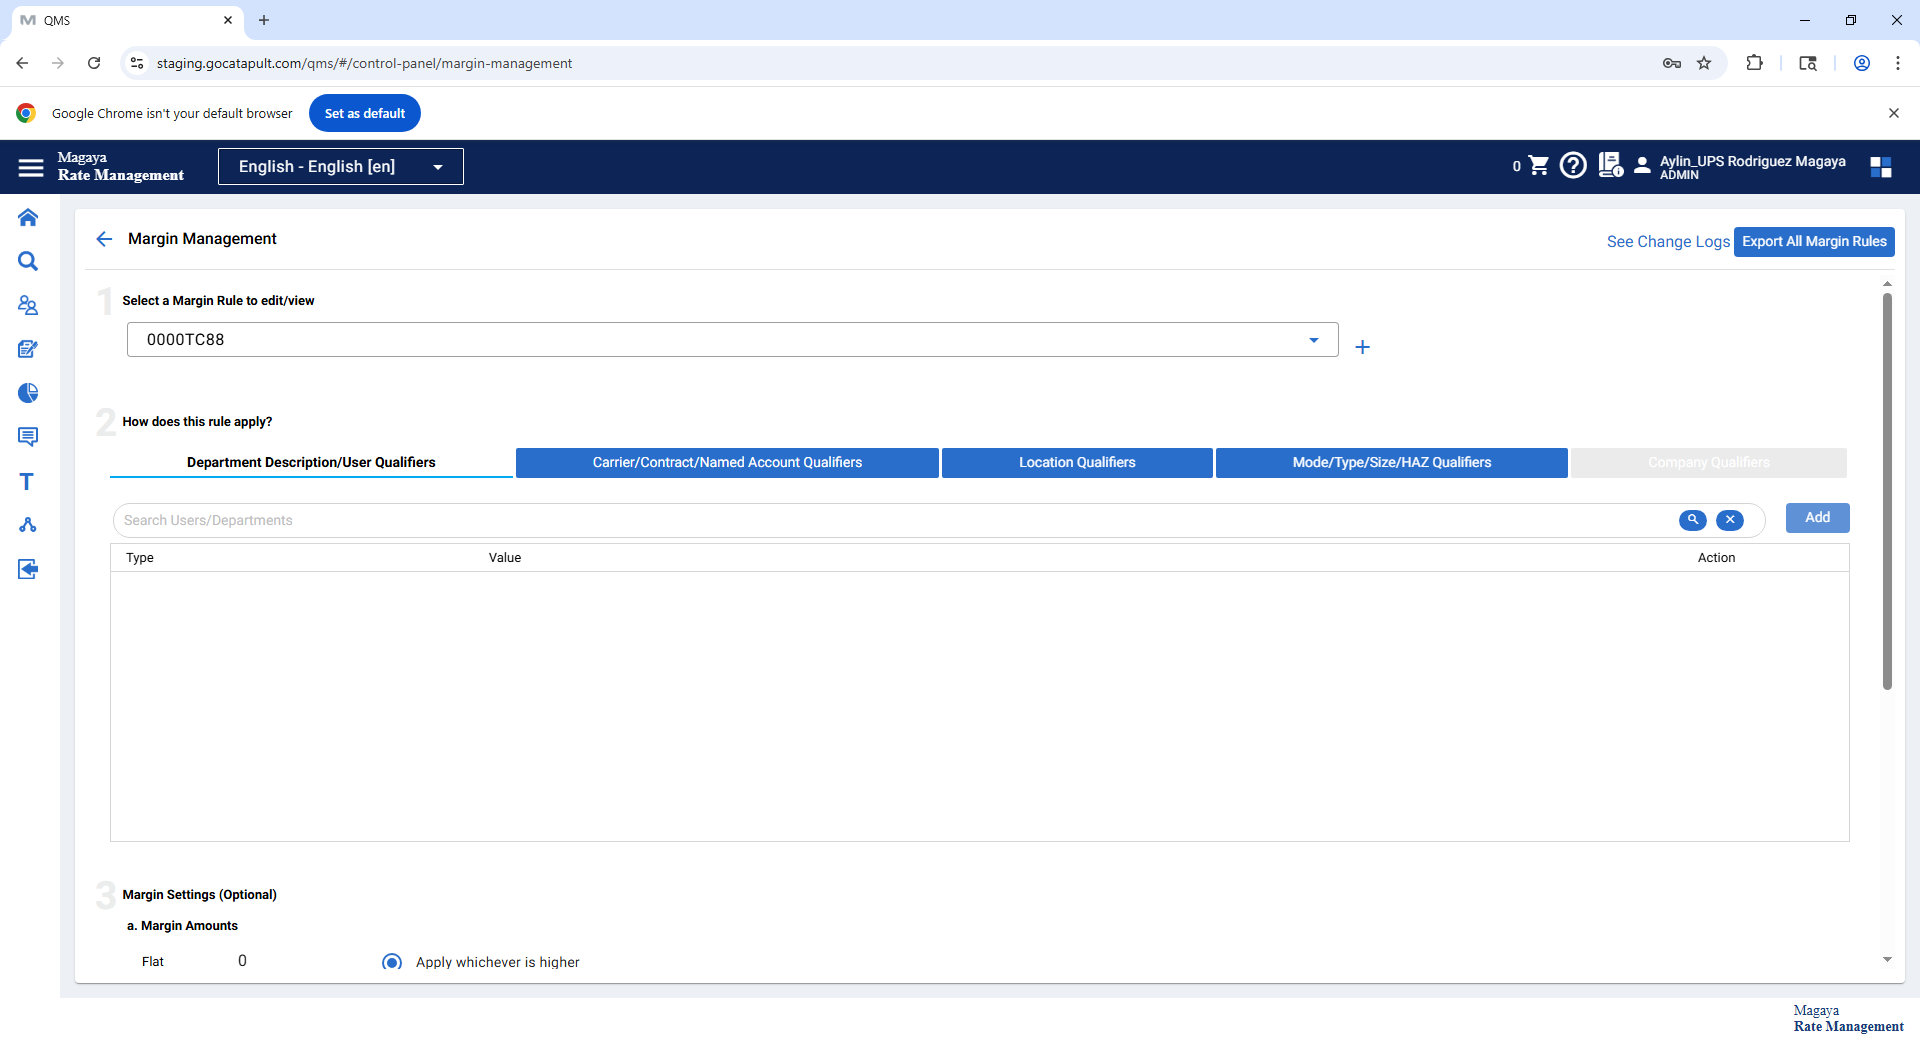 QMS
staging.gocatapult.com/qms/#/control-panel/margin-management
Google Chrome isn't your default browser
Set as default
Magaya
Rate Management
English - English [en]
0
Aylin_UPS Rodriguez Magaya
ADMIN
Margin Management
See Change Logs
Export All Margin Rules
1
Select a Margin Rule to edit/view
0000TC88
2
How does this rule apply?
Department Description/User Qualifiers
Carrier/Contract/Named Account Qualifiers
Location Qualifiers
Mode/Type/Size/HAZ Qualifiers
Company Qualifiers
Search Users/Departments
Add
Type
Value
Action
3
Margin Settings (Optional)
a. Margin Amounts
Flat
0
Apply whichever is higher
Magaya
Rate Management